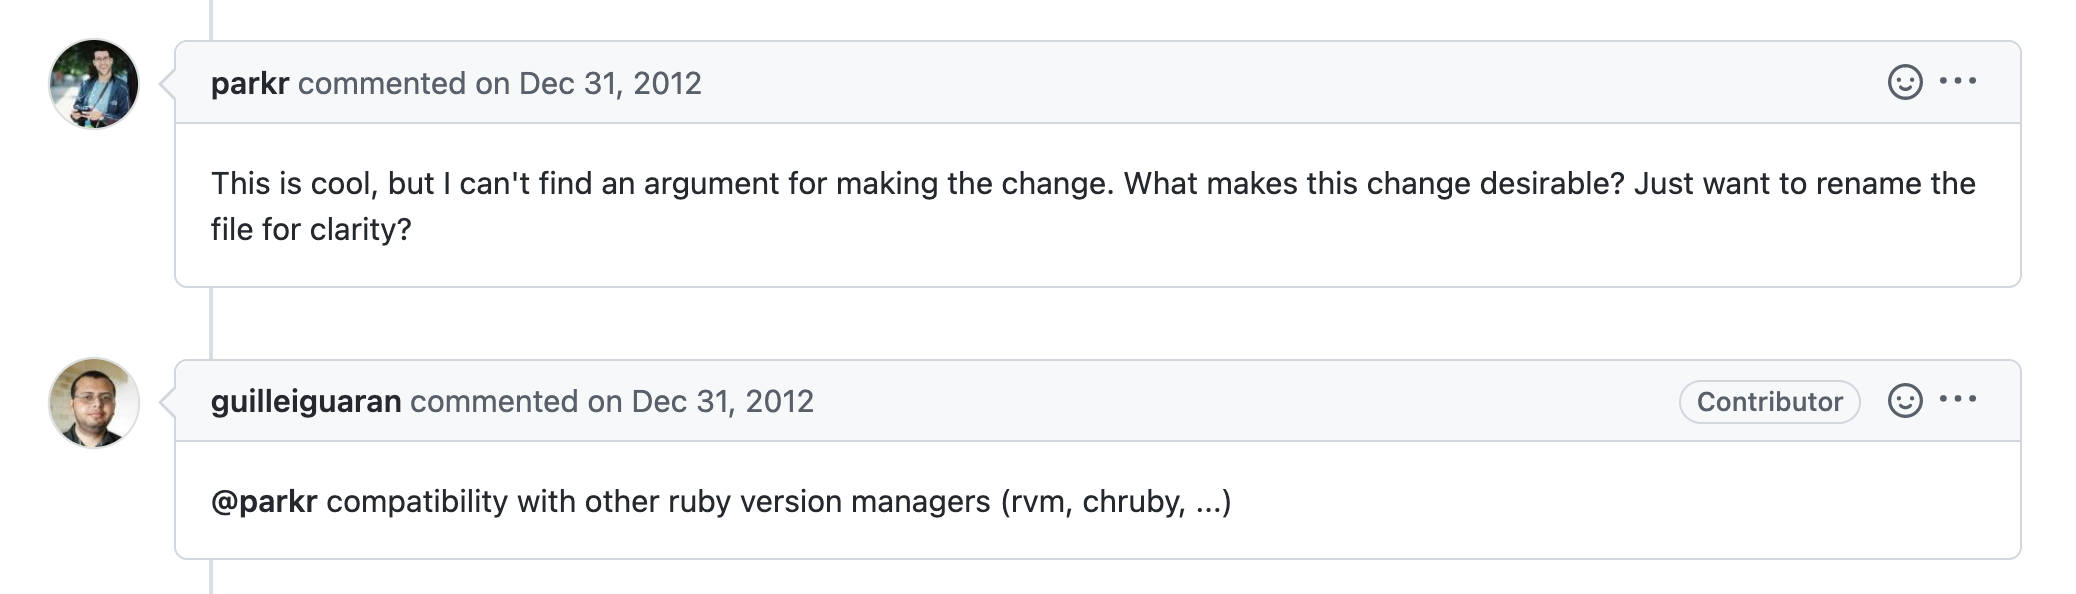 parkr commented on Dec 31, 2012
This is cool, but I can't find an argument for making the change. What makes this change desirable? Just want to rename the
file for clarity?
guilleiguaran commented on Dec 31, 2012 Contributor
@parkr compatibility with other ruby version managers (rvm, chruby, ...)